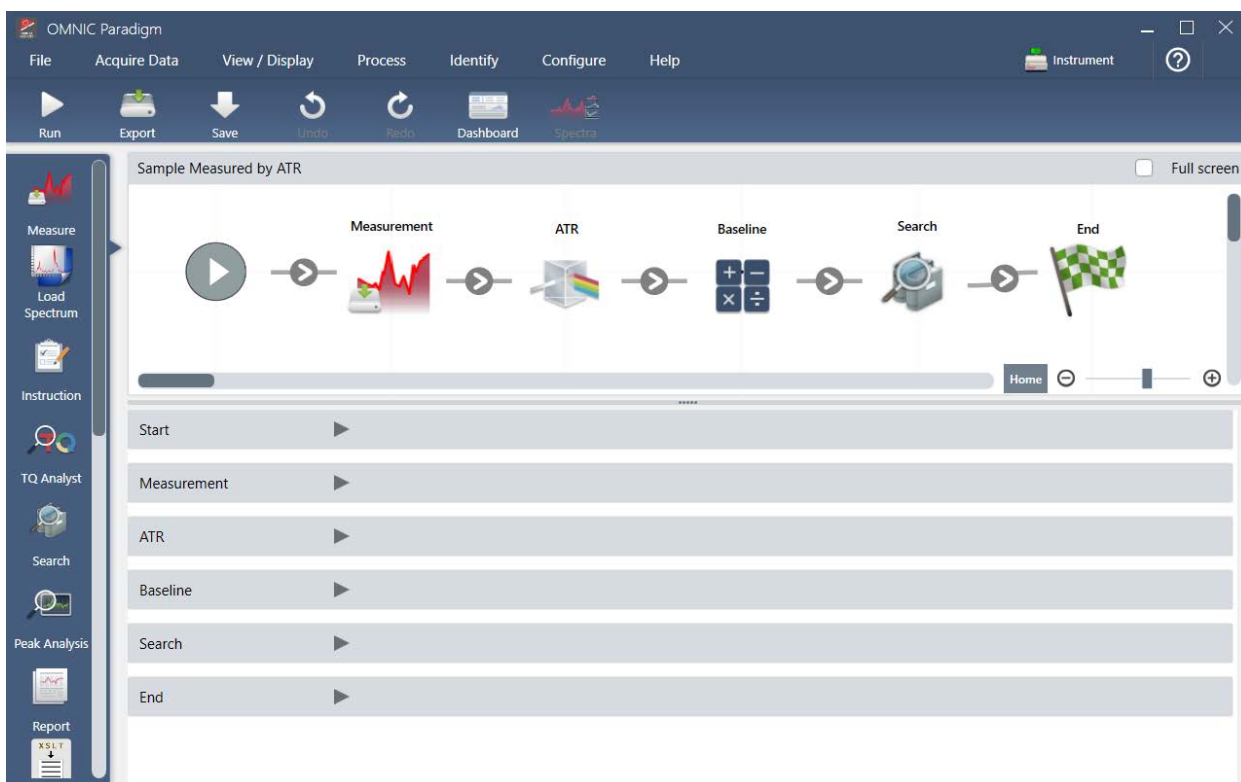 OMNIC Paradigm
File Acquire Data View / Display Process Identify Configure Help Instrument ?
Run Export Save Undo Redo Dashboard Spectra
Sample Measured by ATR Full screen
Measurement ATR Baseline Search End
Home
Measure
Load
Spectrum
Instruction
TQ Analyst
Search
Peak Analysis
Report
XSLT
Start
Measurement
ATR
Baseline
Search
End